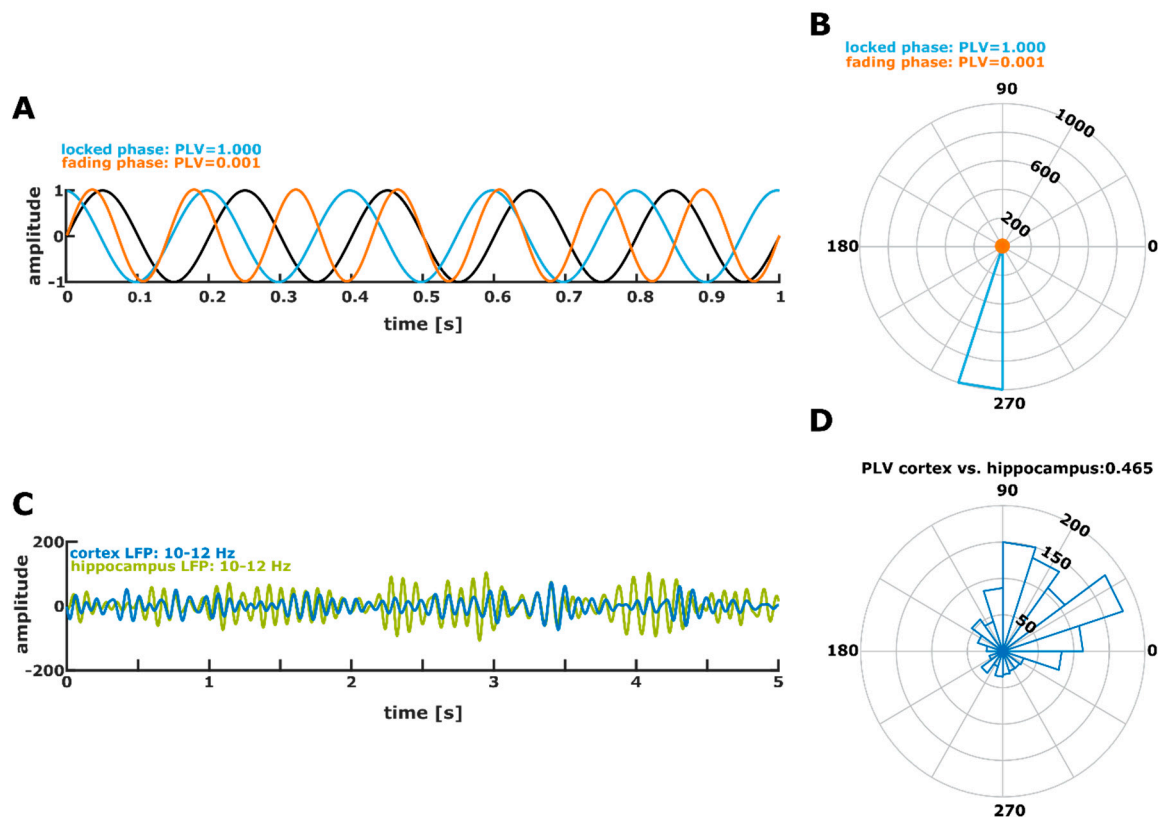 A
locked phase: PLV=1.000
fading phase: PLV=0.001
amplitude
1
0
-1
0 0.1 0.2 0.3 0.4 0.5 0.6 0.7 0.8 0.9 1
time [s]
B
locked phase: PLV=1.000
fading phase: PLV=0.001
90
1000
600
200
180 0
270
C
cortex LFP: 10-12 Hz
hippocampus LFP: 10-12 Hz
amplitude
200
0
-200
0 1 2 3 4 5
time [s]
D
PLV cortex vs. hippocampus:0.465
90
200
150
50
180 0
270